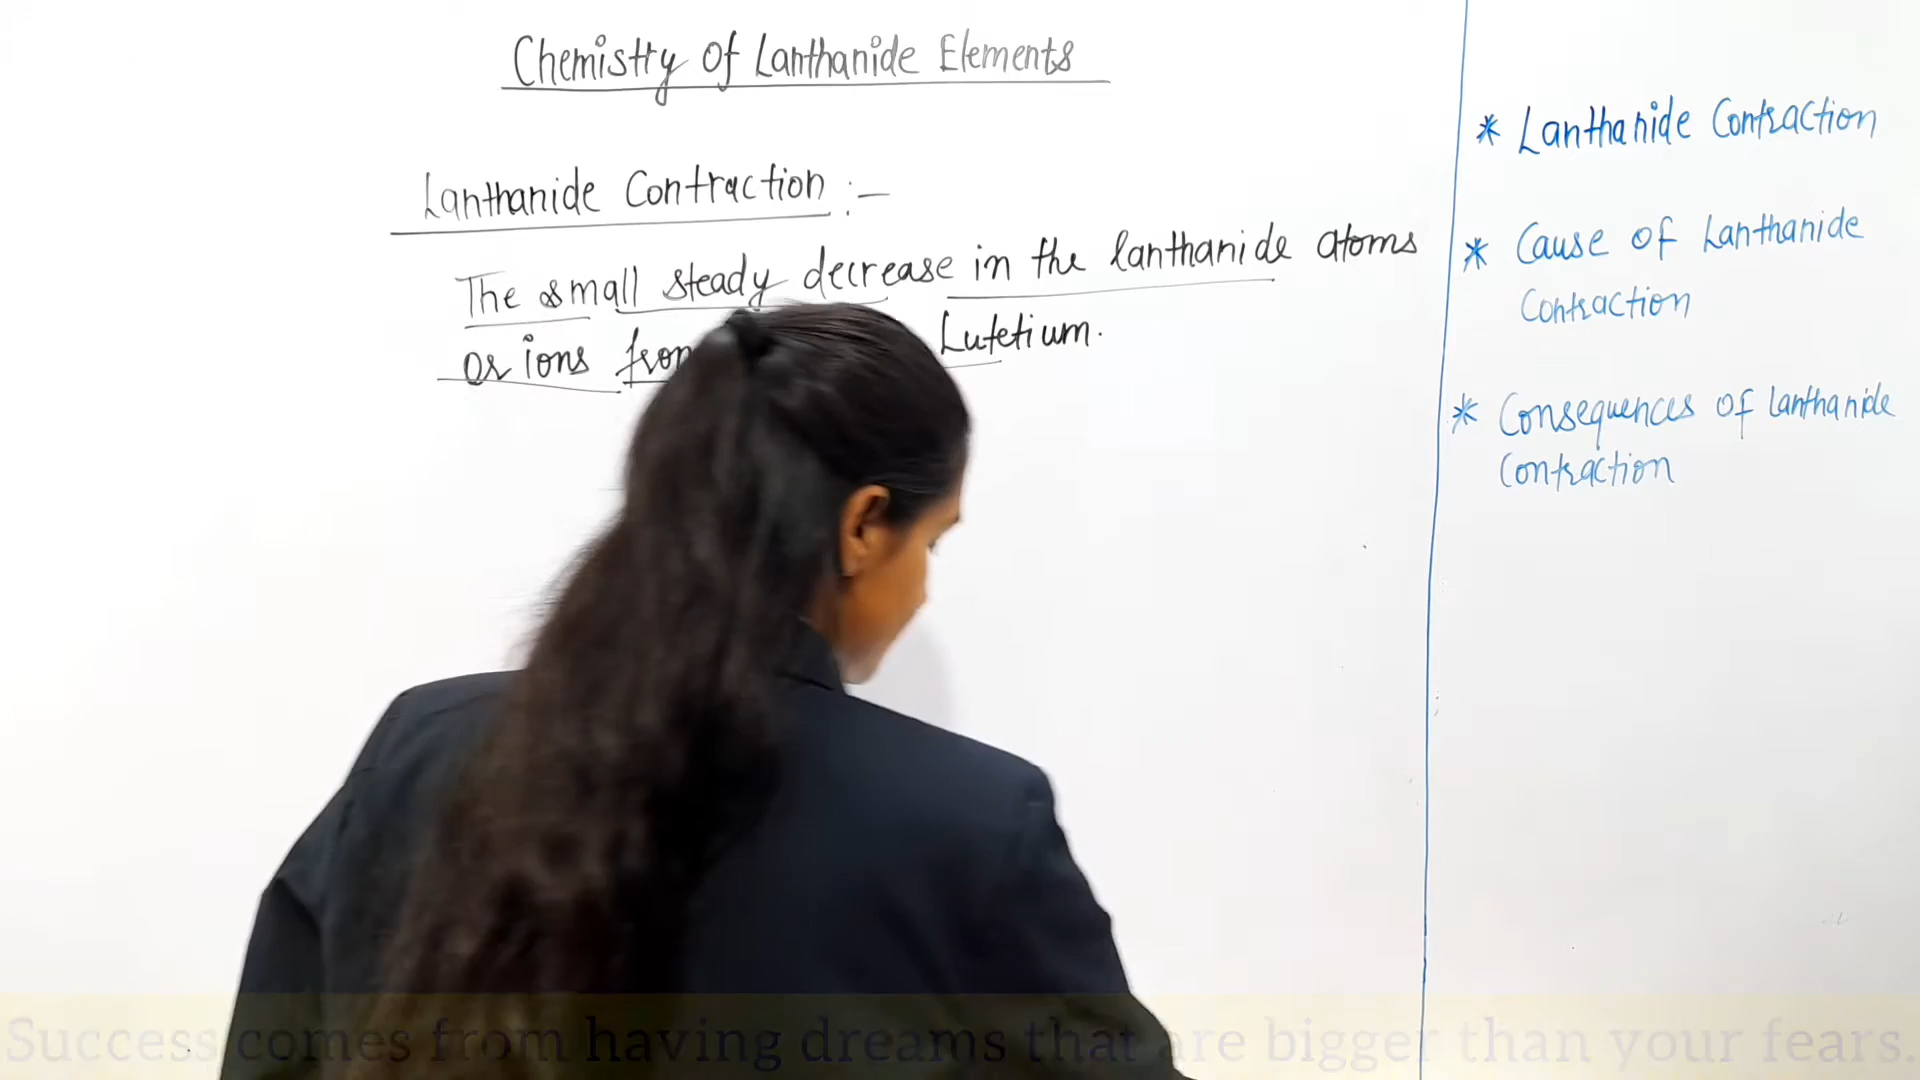 Chemistry Of Lanthanide Elements
Lanthanide Contraction :-
The small steady decrease in the lanthanide atoms
or ions from Lutetium.
* Lanthanide Contraction
* Cause of Lanthanide
Contraction
* Consequences of lanthanide
Contraction
Success comes from having dreams that are bigger than your fears.